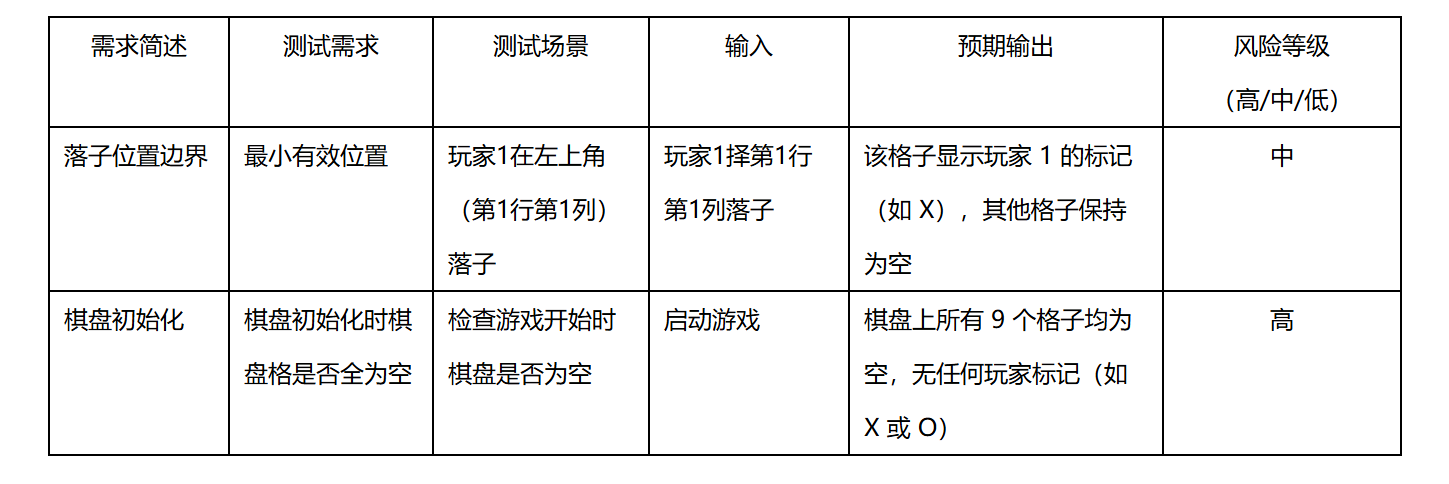 需求简述
测试需求
测试场景
输入
预期输出
风险等级
（高/中/低）
落子位置边界
最小有效位置
玩家1在左上角
（第1行第1列）
落子
玩家1择第1行
第1列落子
该格子显示玩家 1 的标记
（如 X），其他格子保持
为空
中
棋盘初始化
棋盘初始化时棋
盘格是否全为空
检查游戏开始时
棋盘是否为空
启动游戏
棋盘上所有 9 个格子均为
空，无任何玩家标记（如
X 或 O）
高